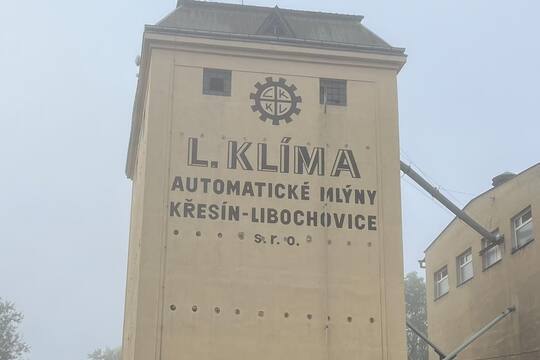 L. KLÍMA
AUTOMATICKÉ MLÝNY
KŘESÍN-LIBOCHOVICE
s.r.o.